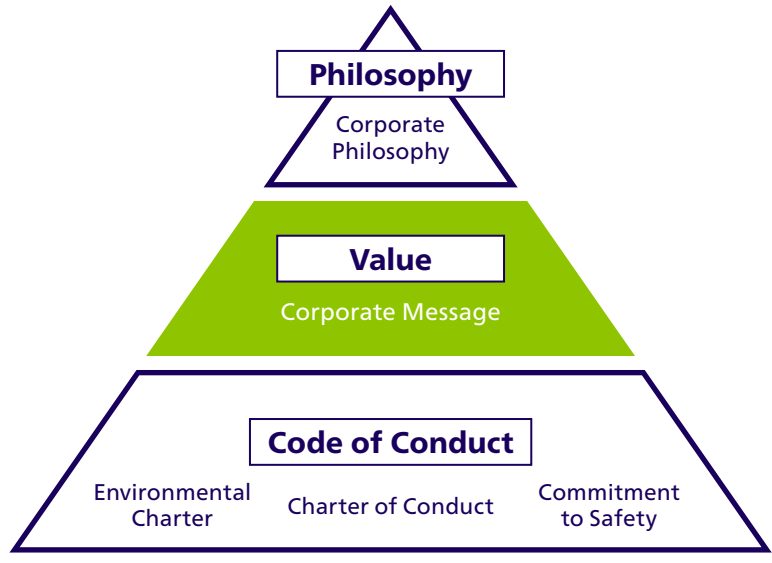 Philosophy
Corporate
Philosophy
Value
Corporate Message
Code of Conduct
Environmental
Charter
Charter of Conduct
Commitment
to Safety